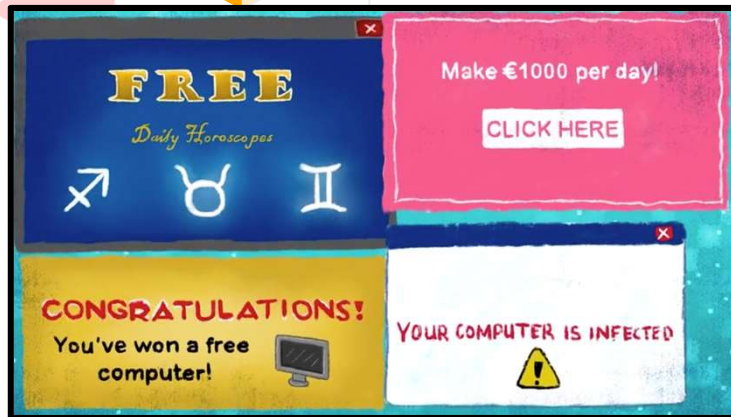 FREE
Daily Horoscopes
Make €1000 per day!
CLICK HERE
CONGRATULATIONS!
You've won a free
computer!
YOUR COMPUTER IS INFECTED